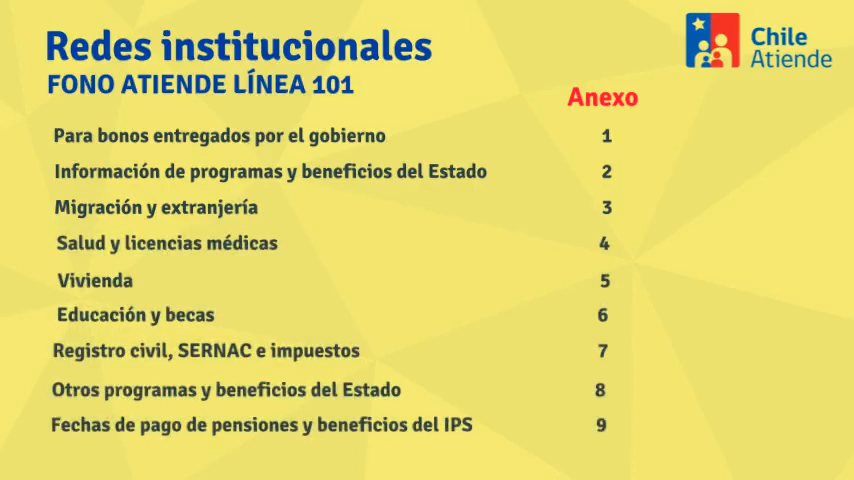 Redes institucionales
FONO ATIENDE LÍNEA 101
Chile
Atiende
Anexo
Para bonos entregados por el gobierno 1
Información de programas y beneficios del Estado 2
Migración y extranjería 3
Salud y licencias médicas 4
Vivienda 5
Educación y becas 6
Registro civil, SERNAC e impuestos 7
Otros programas y beneficios del Estado 8
Fechas de pago de pensiones y beneficios del IPS 9